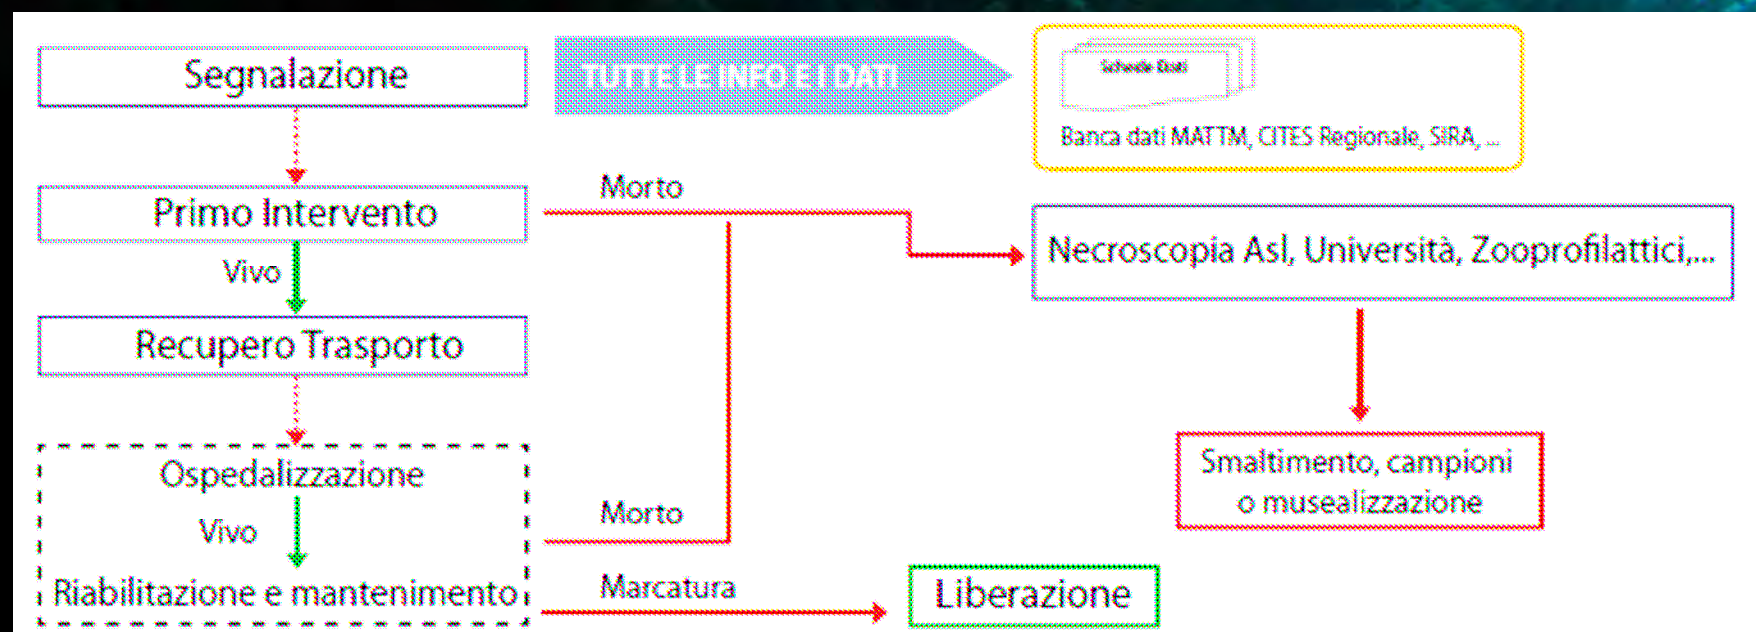 Segnalazione
TUTTE LE INFO E I DATI
Schede Dati
Banca dati MATTM, CITES Regionale, SIRA, ...
Primo Intervento
Morto
Necroscopia Asl, Università, Zooprofilattici,...
Vivo
Recupero Trasporto
Ospedalizzazione
Vivo
Morto
Smaltimento, campioni
o musealizzazione
Riabilitazione e mantenimento
Marcatura
Liberazione